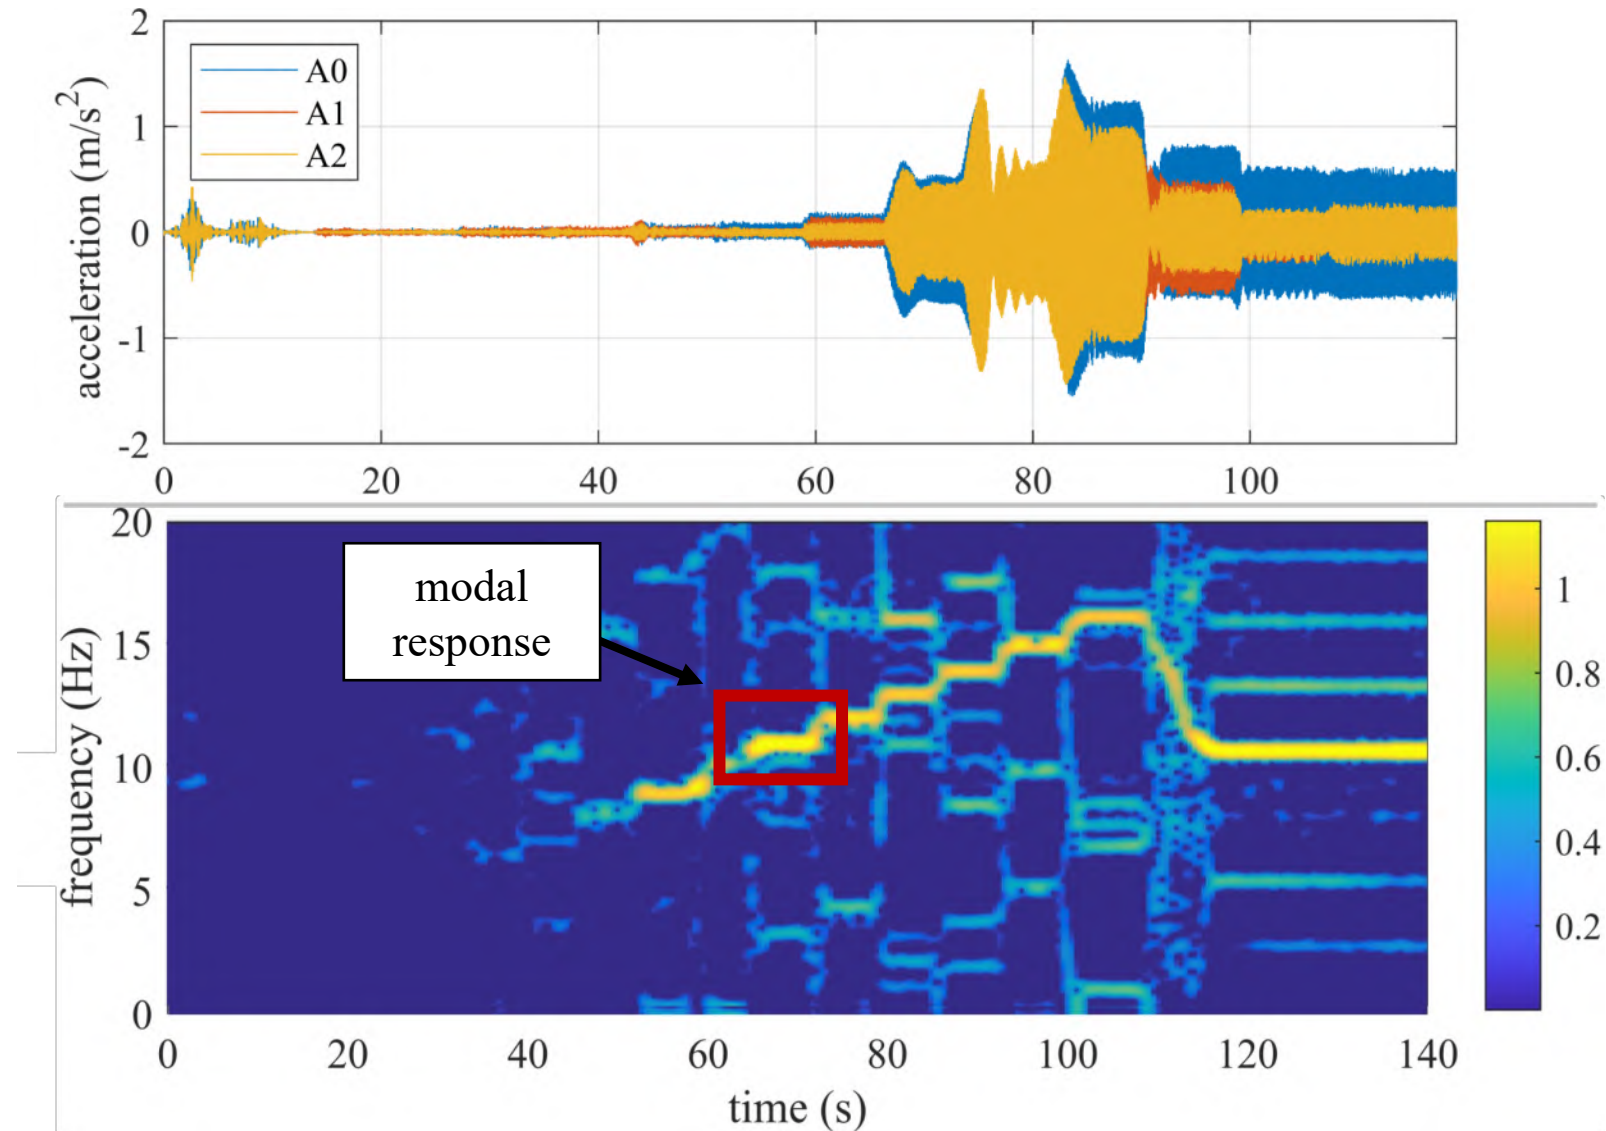 2
1
0
-1
-2
acceleration (m/s²)
A0
A1
A2
0 20 40 60 80 100
20
15
10
5
0
frequency (Hz)
modal
response
0 20 40 60 80 100 120 140
time (s)
1
0.8
0.6
0.4
0.2